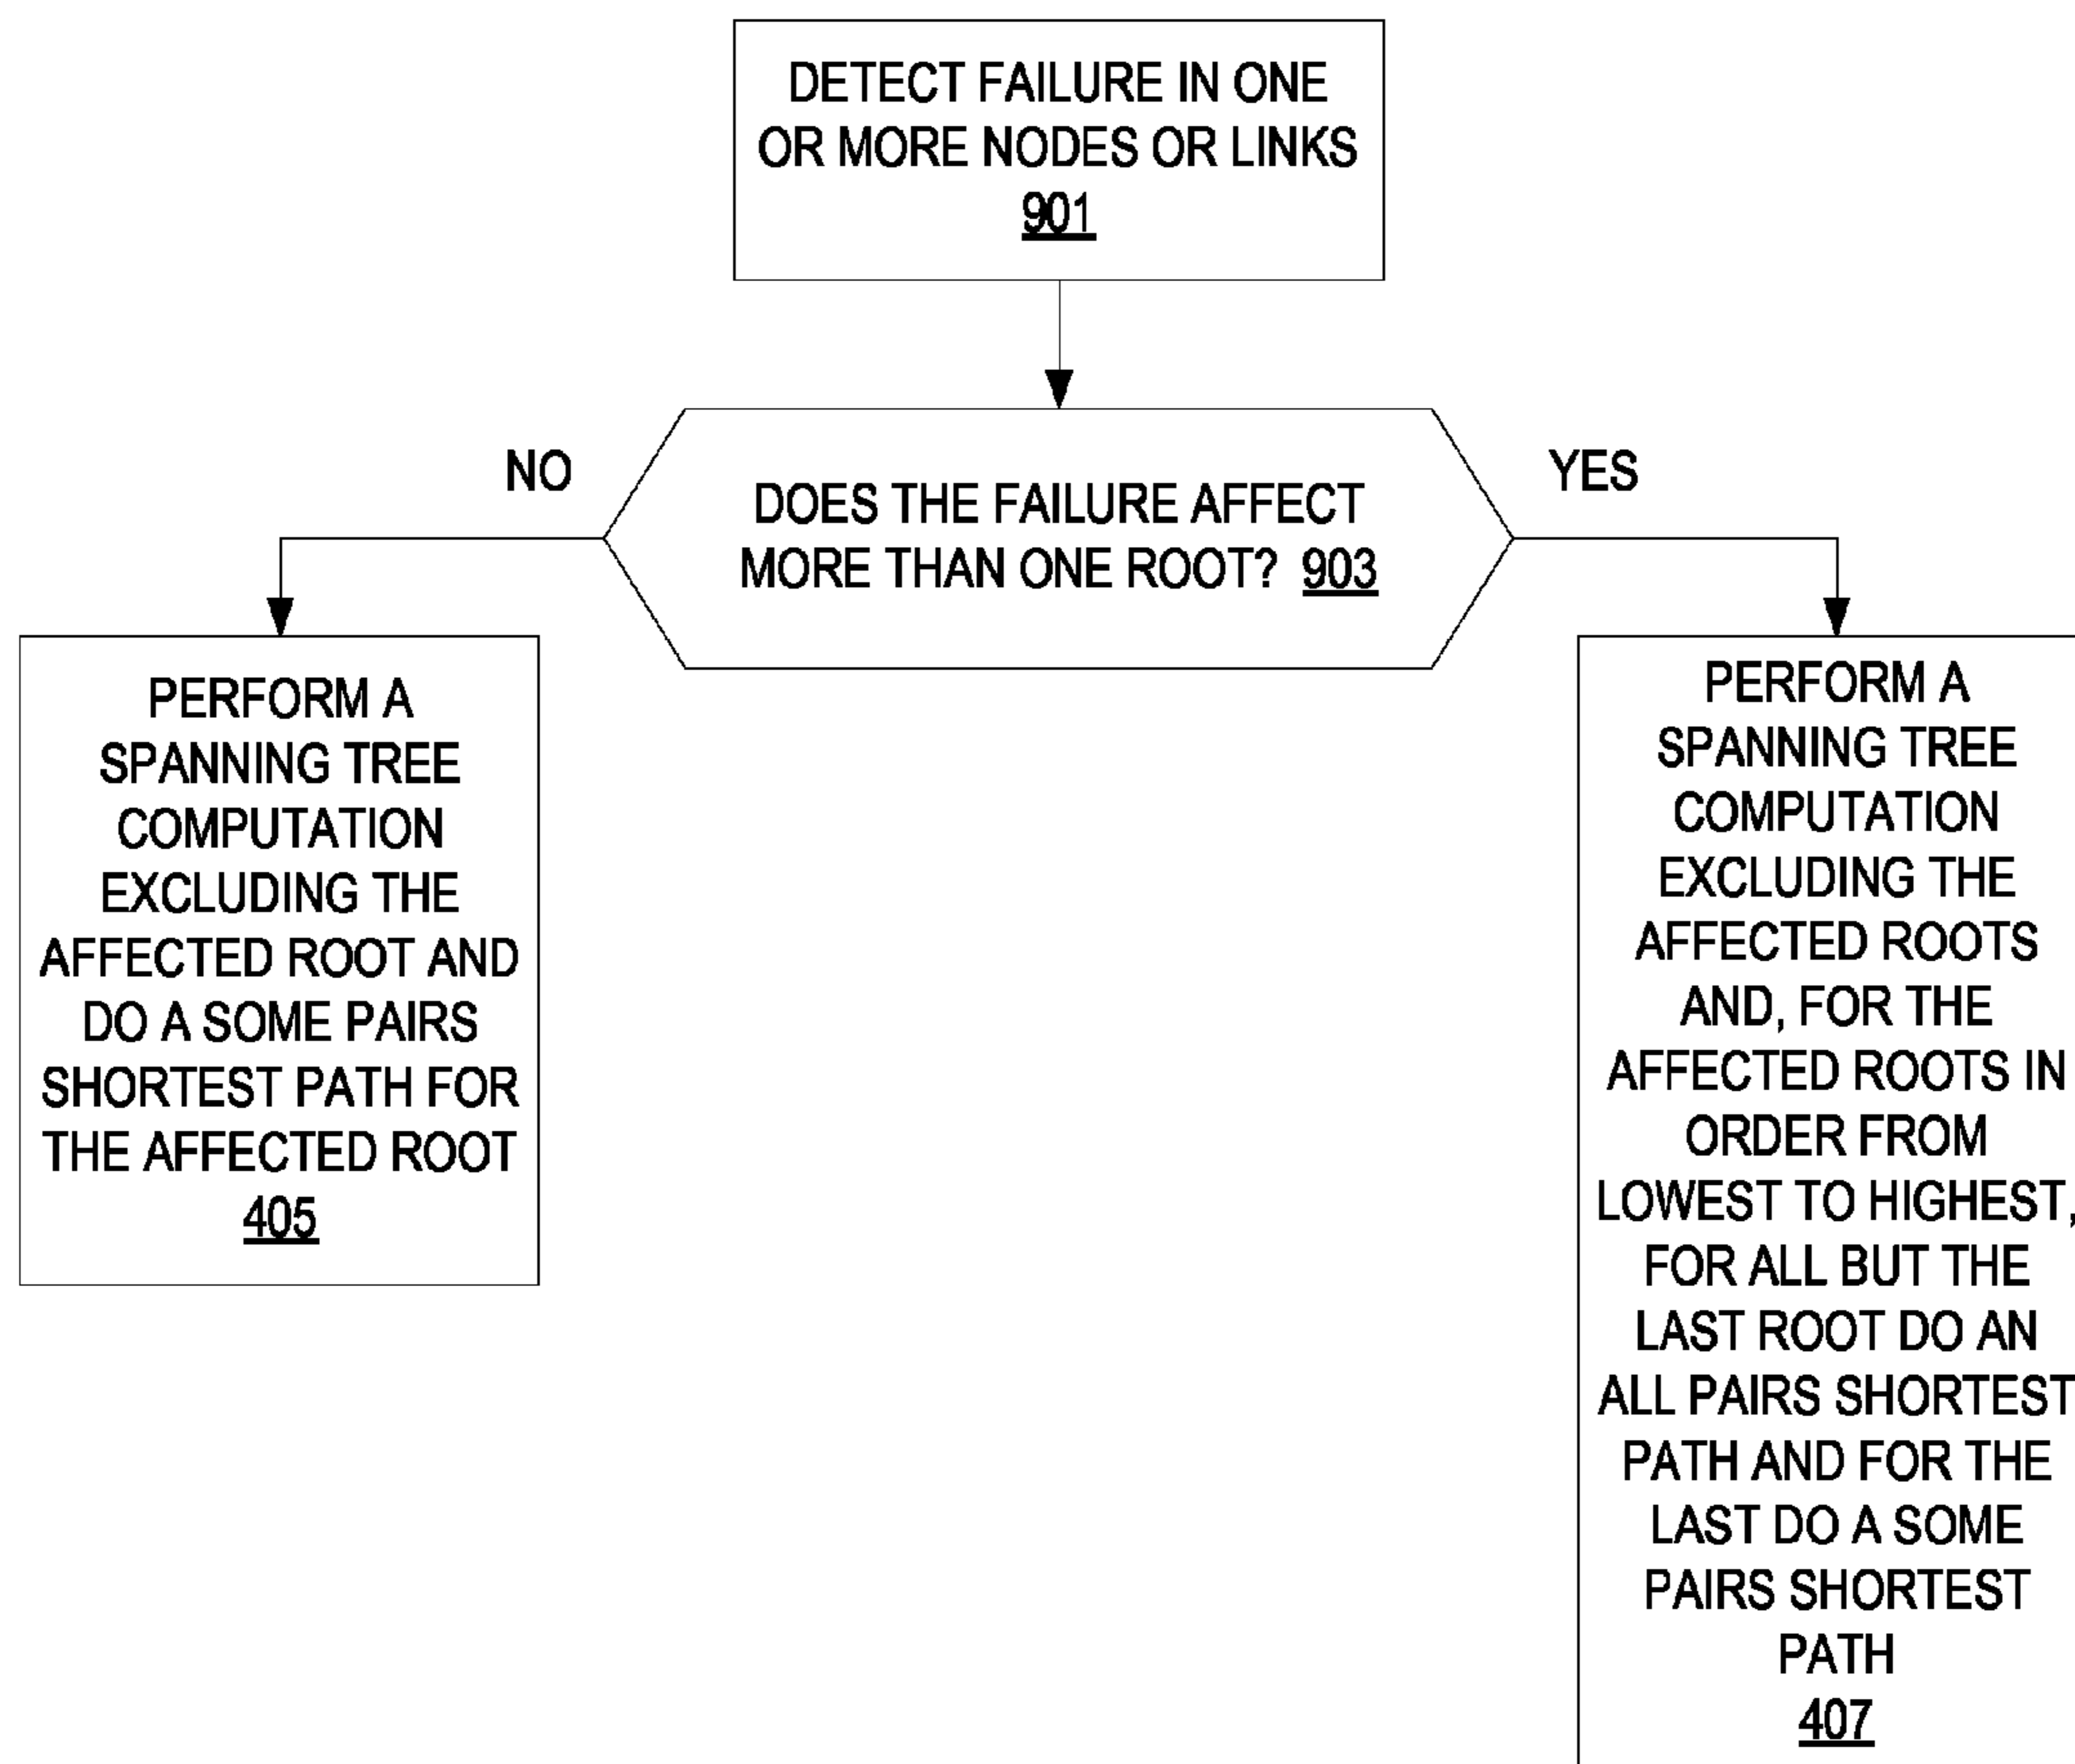 DETECT FAILURE IN ONE
OR MORE NODES OR LINKS
901
NO
YES
DOES THE FAILURE AFFECT
MORE THAN ONE ROOT? 903
PERFORM A
SPANNING TREE
COMPUTATION
EXCLUDING THE
AFFECTED ROOT AND
DO A SOME PAIRS
SHORTEST PATH FOR
THE AFFECTED ROOT
405
PERFORM A
SPANNING TREE
COMPUTATION
EXCLUDING THE
AFFECTED ROOTS
AND, FOR THE
AFFECTED ROOTS IN
ORDER FROM
LOWEST TO HIGHEST,
FOR ALL BUT THE
LAST ROOT DO AN
ALL PAIRS SHORTEST
PATH AND FOR THE
LAST DO A SOME
PAIRS SHORTEST
PATH
407